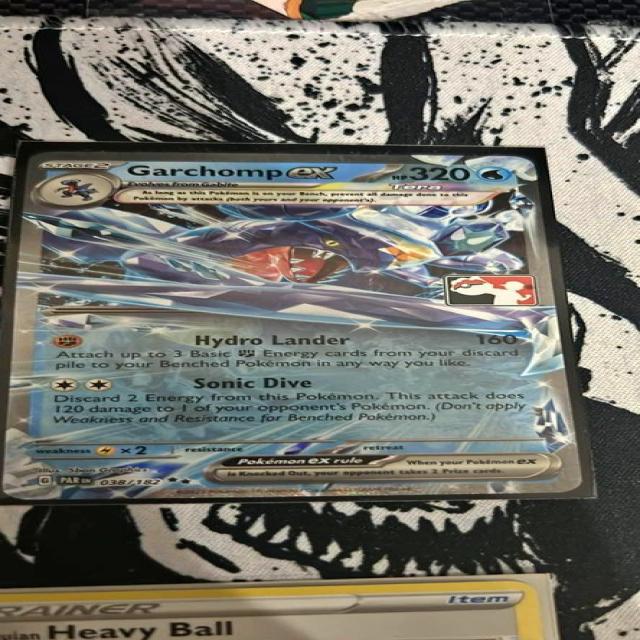 STAGE 2
Garchomp ex
HP 320
Evolves from Gabite
Tera
Pokémon is on your Bench, prevent all damage done to this
Pokémon by attacks (both yours and your opponent's).
Hydro Lander 160
Attach up to 3 Basic Energy cards from your discard
pile to your Benched Pokémon in any way you like.
Sonic Dive
Discard 2 Energy from this Pokémon. This attack does
120 damage to 1 of your opponent's Pokémon. (Don't apply
Weakness and Resistance for Benched Pokémon.)
weakness ×2 resistance retreat
Pokémon ex rule When your Pokémon ex
is Knocked Out, your opponent takes 2 Prize cards.
G PAR EN 038/182
RAINER Item
uian Heavy Ball